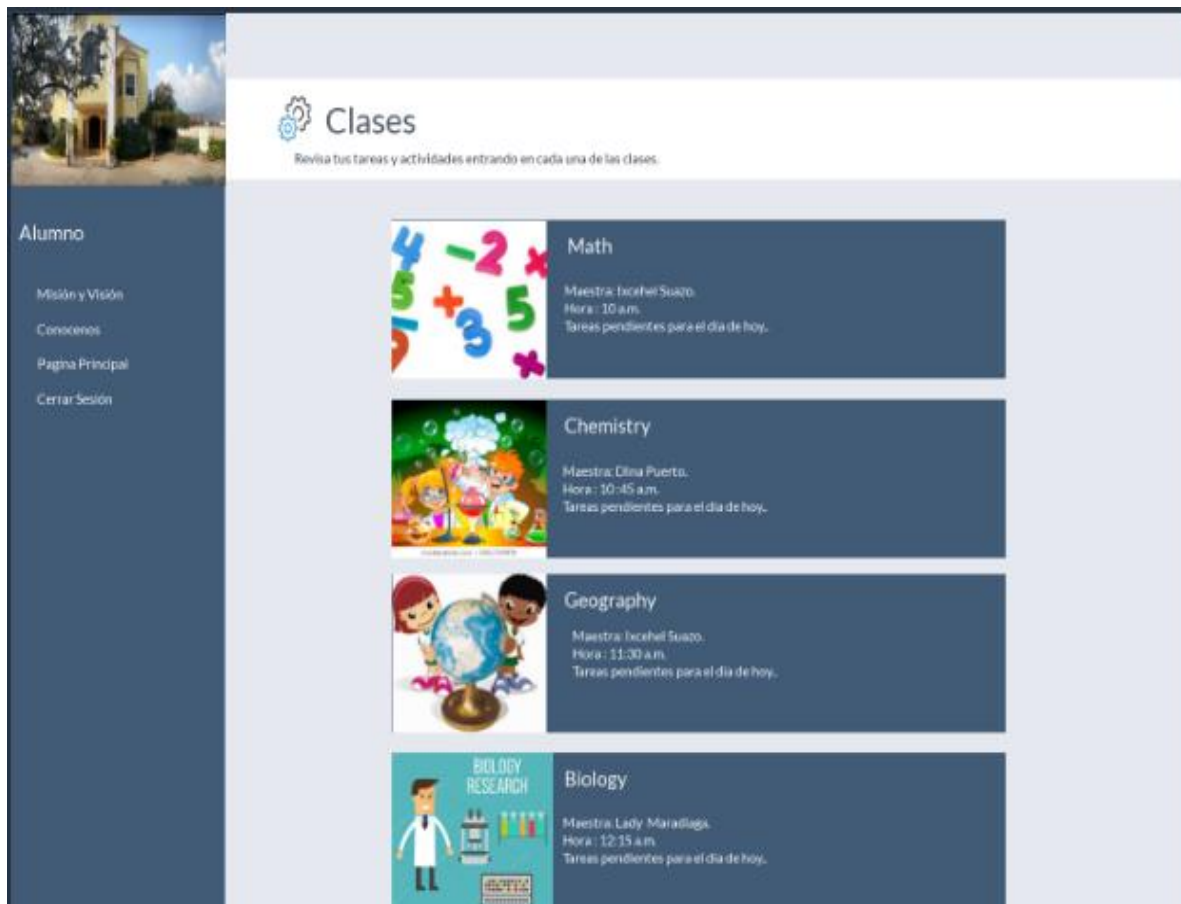 Clases
Revisa tus tareas y actividades entrando en cada una de las clases.
Alumno
Misión y Visión
Conocenos
Pagina Principal
Cerrar Sesión
Math
Maestra: Ixcehel Suazo.
Hora : 10 a.m.
Tareas pendientes para el dia de hoy..
Chemistry
Maestra: Dina Puerto.
Hora : 10:45 a.m.
Tareas pendientes para el dia de hoy..
Geography
Maestra: Ixcehel Suazo.
Hora : 11:30 a.m.
Tareas pendientes para el dia de hoy..
BIOLOGY
RESEARCH
Biology
Maestra: Lady Maradiaga.
Hora : 12:15 a.m.
Tareas pendientes para el dia de hoy..